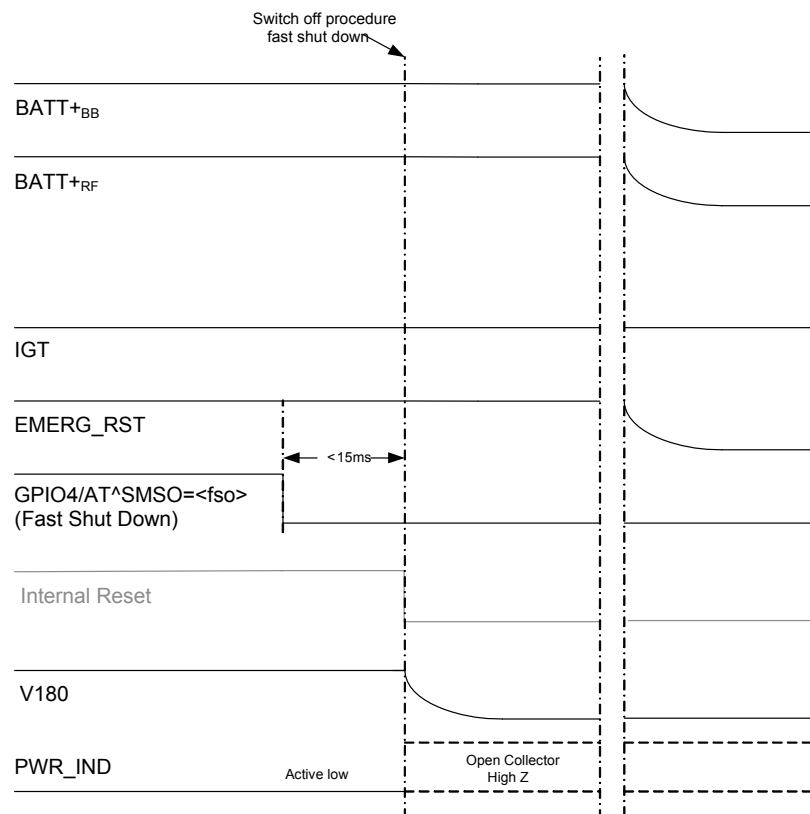 Switch off procedure
fast shut down
BATT+BB
BATT+RF
IGT
EMERG_RST
<15ms
GPIO4/AT^SMSO=<fso>
(Fast Shut Down)
Internal Reset
V180
PWR_IND
Active low
Open Collector
High Z